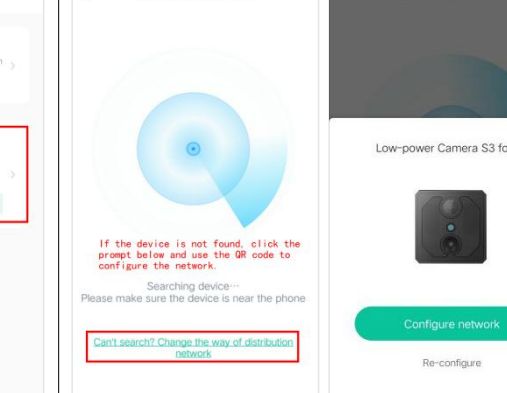 If the device is not found, click the
prompt below and use the QR code to
configure the network.
Searching device···
Please make sure the device is near the phone
Can't search? Change the way of distribution
network
Low-power Camera S3 fo
Configure network
Re-configure